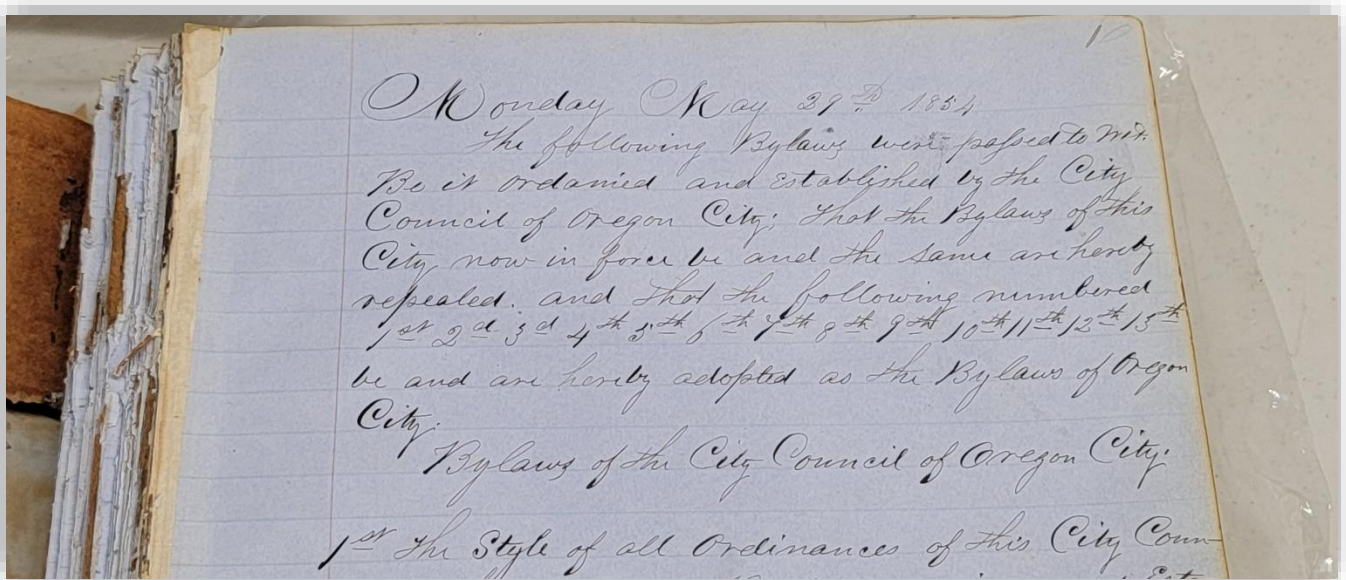 1
Monday May 29th 1854
The following Bylaws were passed to wit.
Be it ordanied and established by the City
Council of Oregon City; That the Bylaws of this
City now in force be and the same are hereby
repealed. and that the following numbered
1st 2d 3d 4th 5th 6th 7th 8th 9th 10th 11th 12th 13th
be and are hereby adopted as the Bylaws of Oregon
City.
Bylaws of the City Council of Oregon City.
1st The Style of all Ordinances of this City Coun-